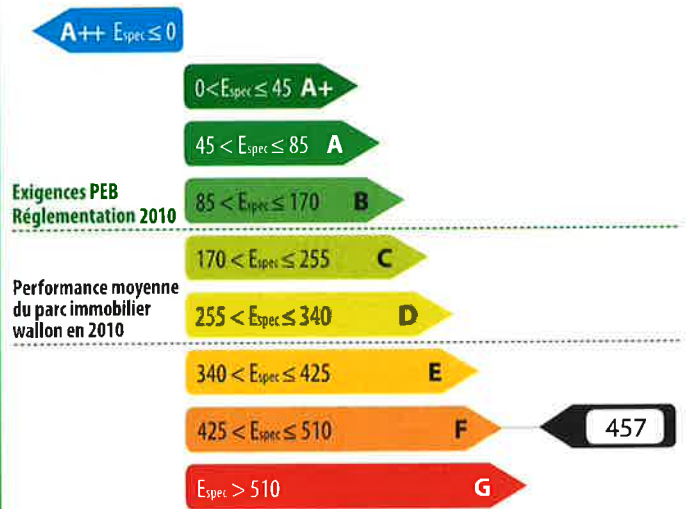 A++ Espec ≤ 0
0 < Espec ≤ 45 A+
45 < Espec ≤ 85 A
Exigences PEB
Réglementation 2010
85 < Espec ≤ 170 B
170 < Espec ≤ 255 C
Performance moyenne
du parc immobilier
wallon en 2010
255 < Espec ≤ 340 D
340 < Espec ≤ 425 E
425 < Espec ≤ 510 F
457
Espec > 510 G